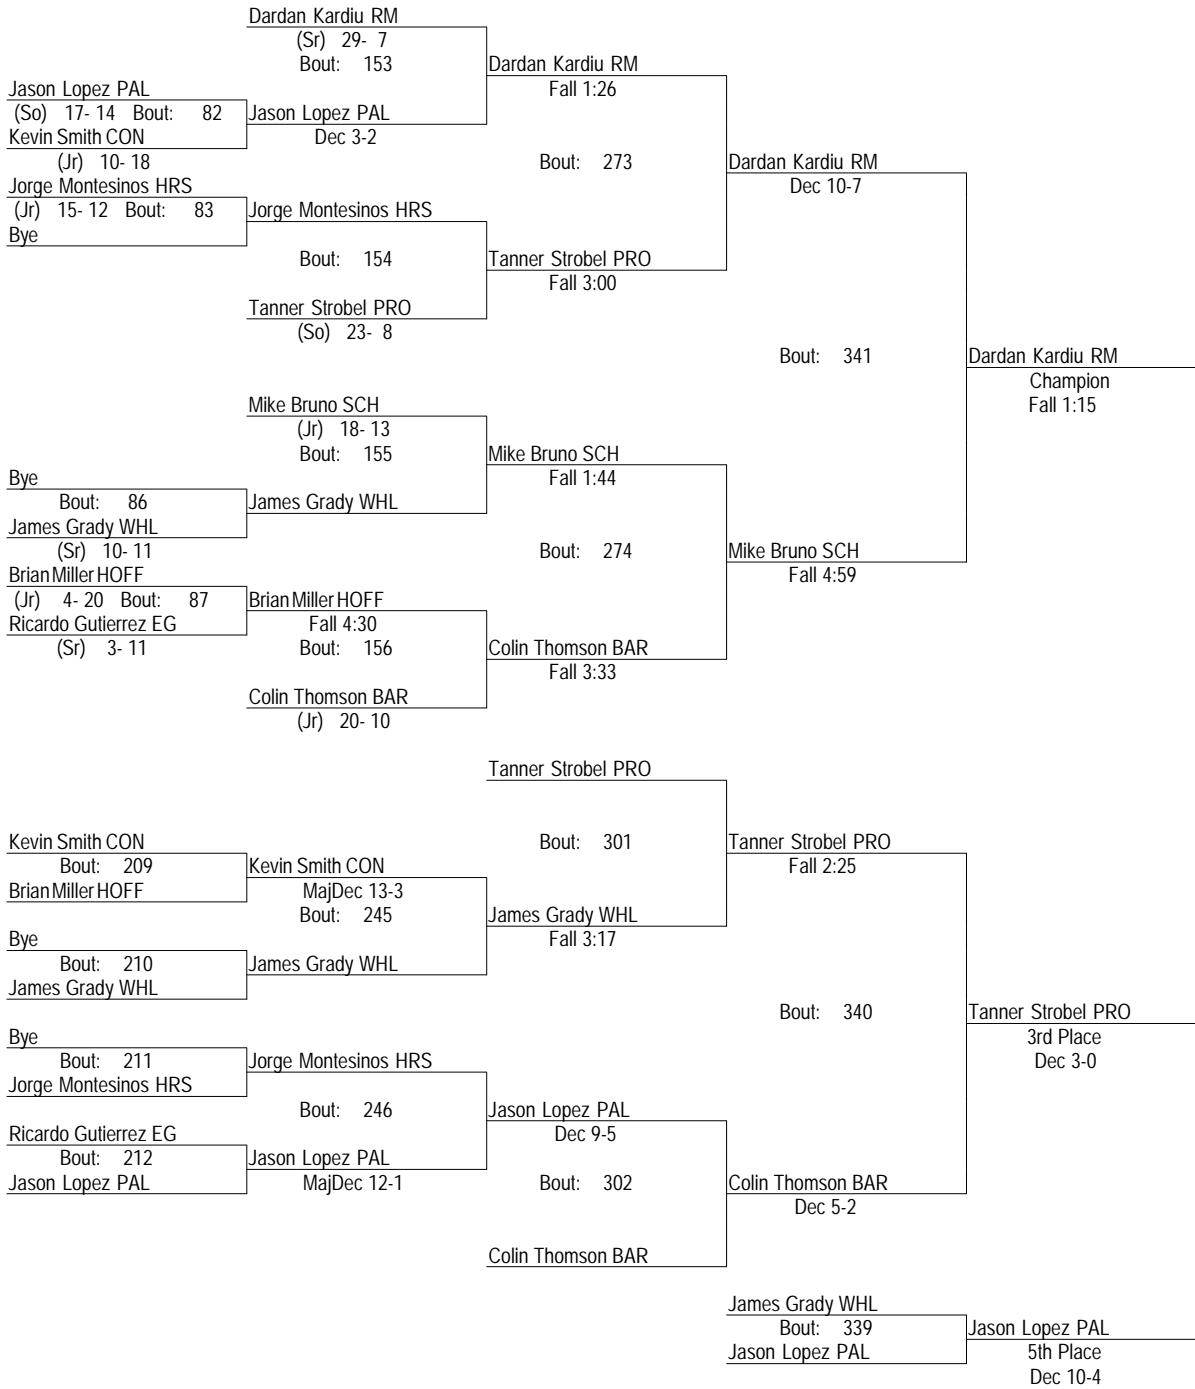 Dardan Kardiu RM
(Sr) 29- 7
Bout: 153
Dardan Kardiu RM
Fall 1:26
Jason Lopez PAL
(So) 17- 14 Bout: 82
Jason Lopez PAL
Dec 3-2
Kevin Smith CON
(Jr) 10- 18
Bout: 273
Dardan Kardiu RM
Dec 10-7
Jorge Montesinos HRS
(Jr) 15- 12 Bout: 83
Jorge Montesinos HRS
Bye
Bout: 154
Tanner Strobel PRO
Fall 3:00
Tanner Strobel PRO
(So) 23- 8
Bout: 341
Dardan Kardiu RM
Champion
Fall 1:15
Mike Bruno SCH
(Jr) 18- 13
Bout: 155
Mike Bruno SCH
Fall 1:44
Bye
Bout: 86
James Grady WHL
James Grady WHL
(Sr) 10- 11
Bout: 274
Mike Bruno SCH
Fall 4:59
Brian Miller HOFF
(Jr) 4- 20 Bout: 87
Brian Miller HOFF
Fall 4:30
Ricardo Gutierrez EG
(Sr) 3- 11
Bout: 156
Colin Thomson BAR
Fall 3:33
Colin Thomson BAR
(Jr) 20- 10
Tanner Strobel PRO
Kevin Smith CON
Bout: 209
Brian Miller HOFF
Kevin Smith CON
MajDec 13-3
Bout: 301
Tanner Strobel PRO
Fall 2:25
Bout: 245
James Grady WHL
Fall 3:17
Bye
Bout: 210
James Grady WHL
James Grady WHL
Bout: 340
Tanner Strobel PRO
3rd Place
Dec 3-0
Bye
Bout: 211
Jorge Montesinos HRS
Jorge Montesinos HRS
Bout: 246
Jason Lopez PAL
Dec 9-5
Ricardo Gutierrez EG
Bout: 212
Jason Lopez PAL
Jason Lopez PAL
MajDec 12-1
Bout: 302
Colin Thomson BAR
Dec 5-2
Colin Thomson BAR
James Grady WHL
Bout: 339
Jason Lopez PAL
Jason Lopez PAL
5th Place
Dec 10-4